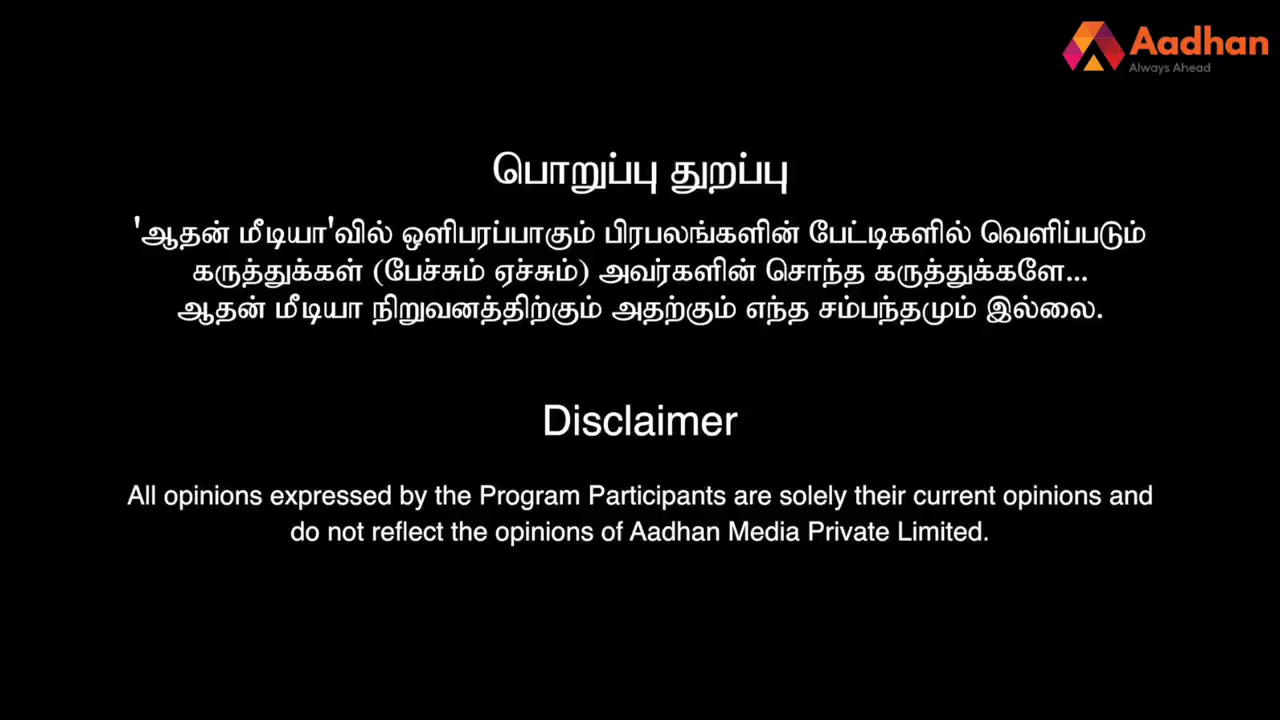 Aadhan
Always Ahead
பொறுப்பு துறப்பு
'ஆதன் மீடியா'வில் ஒளிபரப்பாகும் பிரபலங்களின் பேட்டிகளில் வெளிப்படும்
கருத்துக்கள் (பேச்சும் ஏச்சும்) அவர்களின் சொந்த கருத்துக்களே...
ஆதன் மீடியா நிறுவனத்திற்கும் அதற்கும் எந்த சம்பந்தமும் இல்லை.
Disclaimer
All opinions expressed by the Program Participants are solely their current opinions and
do not reflect the opinions of Aadhan Media Private Limited.